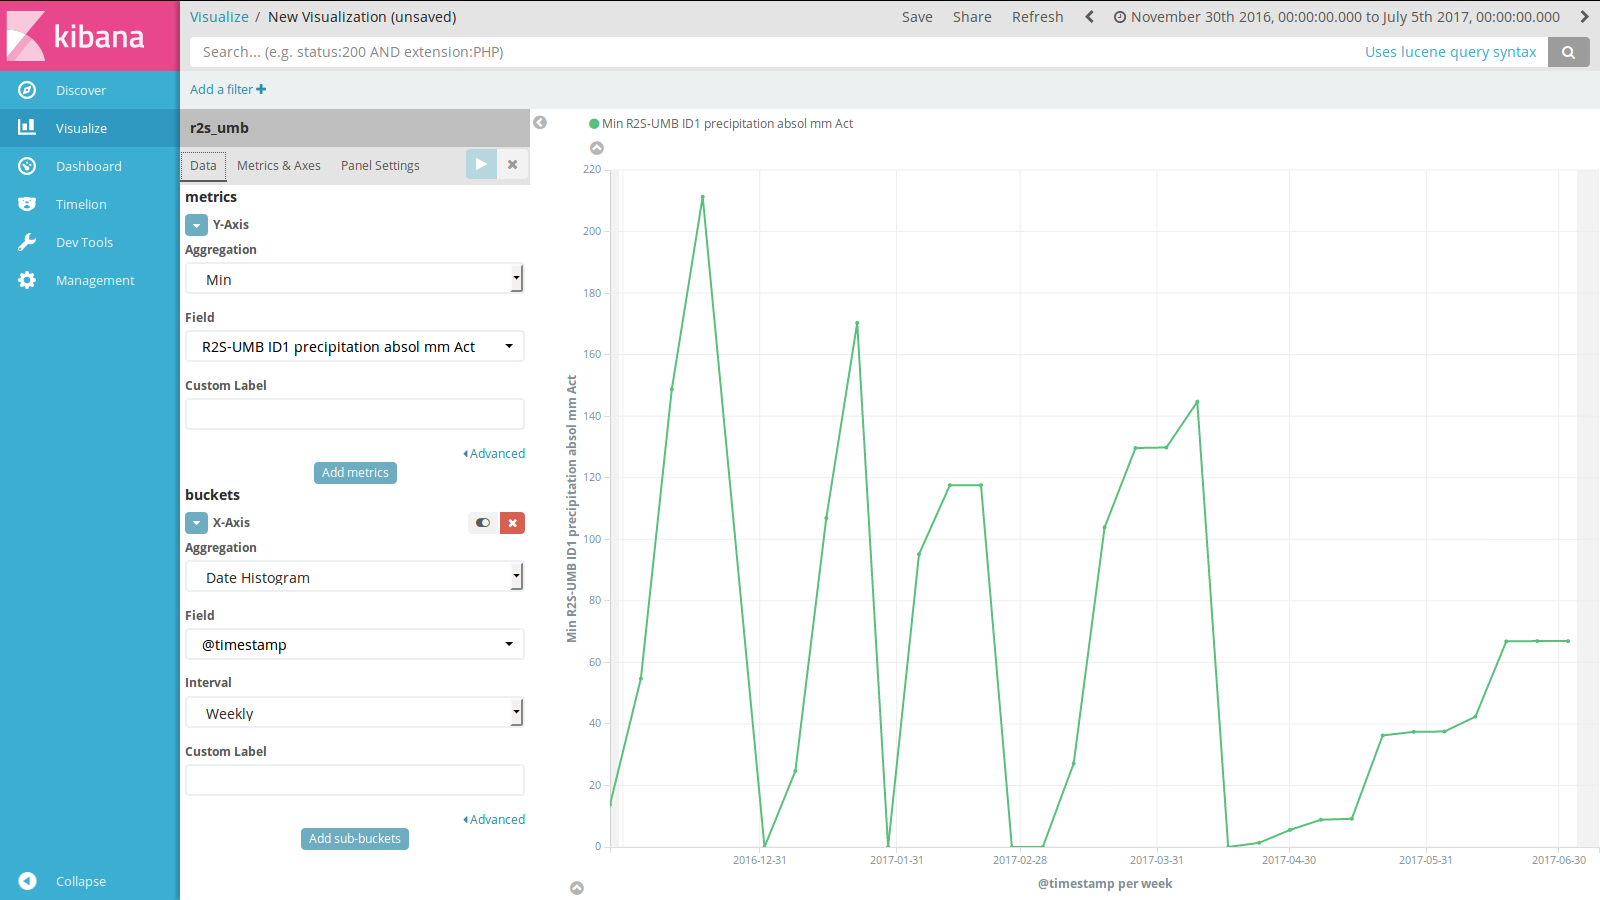 kibana
Discover
Visualize
Dashboard
Timelion
Dev Tools
Management
Collapse
Visualize / New Visualization (unsaved)
Save Share Refresh November 30th 2016, 00:00:00.000 to July 5th 2017, 00:00:00.000
Search... (e.g. status:200 AND extension:PHP) Uses lucene query syntax
Add a filter
r2s_umb
Data Metrics & Axes Panel Settings
metrics
Y-Axis
Aggregation
Min
Field
R2S-UMB ID1 precipitation absol mm Act
Custom Label
Advanced
Add metrics
buckets
X-Axis
Aggregation
Date Histogram
Field
@timestamp
Interval
Weekly
Custom Label
Advanced
Add sub-buckets
Min R2S-UMB ID1 precipitation absol mm Act
Min R2S-UMB ID1 precipitation absol mm Act
220
200
180
160
140
120
100
80
60
40
20
0
2016-12-31 2017-01-31 2017-02-28 2017-03-31 2017-04-30 2017-05-31 2017-06-30
@timestamp per week